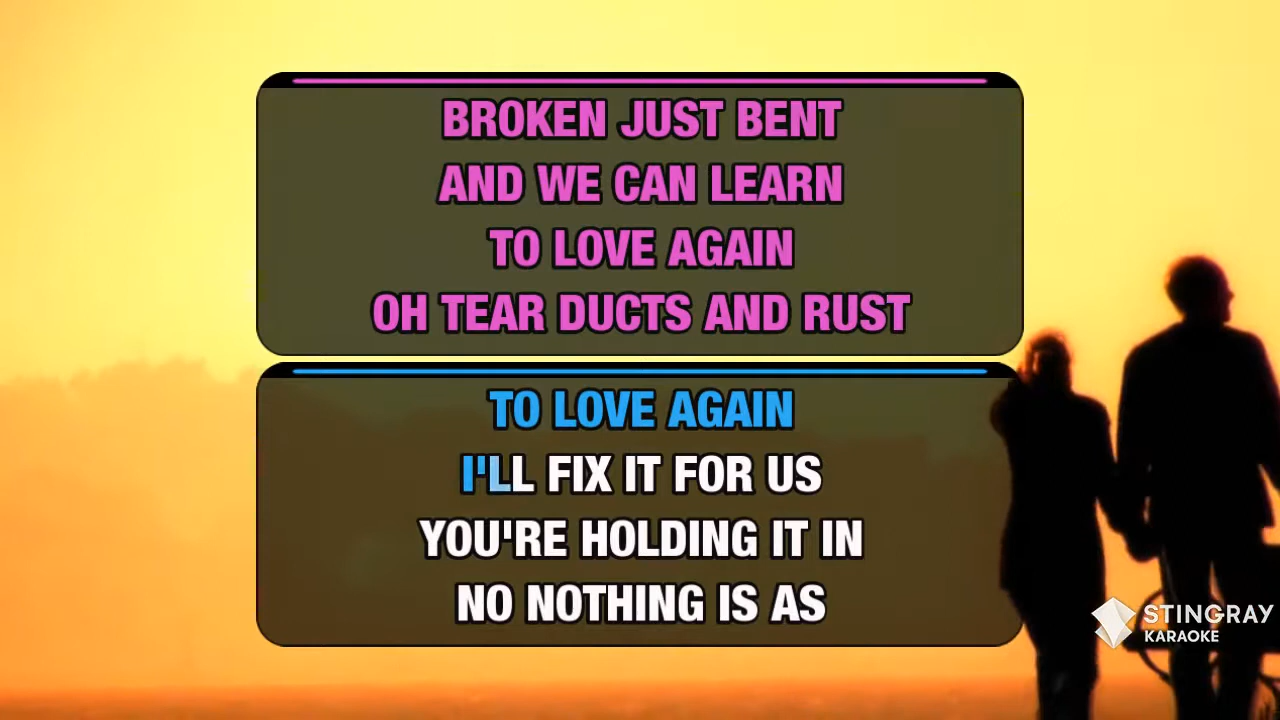 BROKEN JUST BENT
AND WE CAN LEARN
TO LOVE AGAIN
OH TEAR DUCTS AND RUST
TO LOVE AGAIN
I'LL FIX IT FOR US
YOU'RE HOLDING IT IN
NO NOTHING IS AS
STINGRAY
KARAOKE